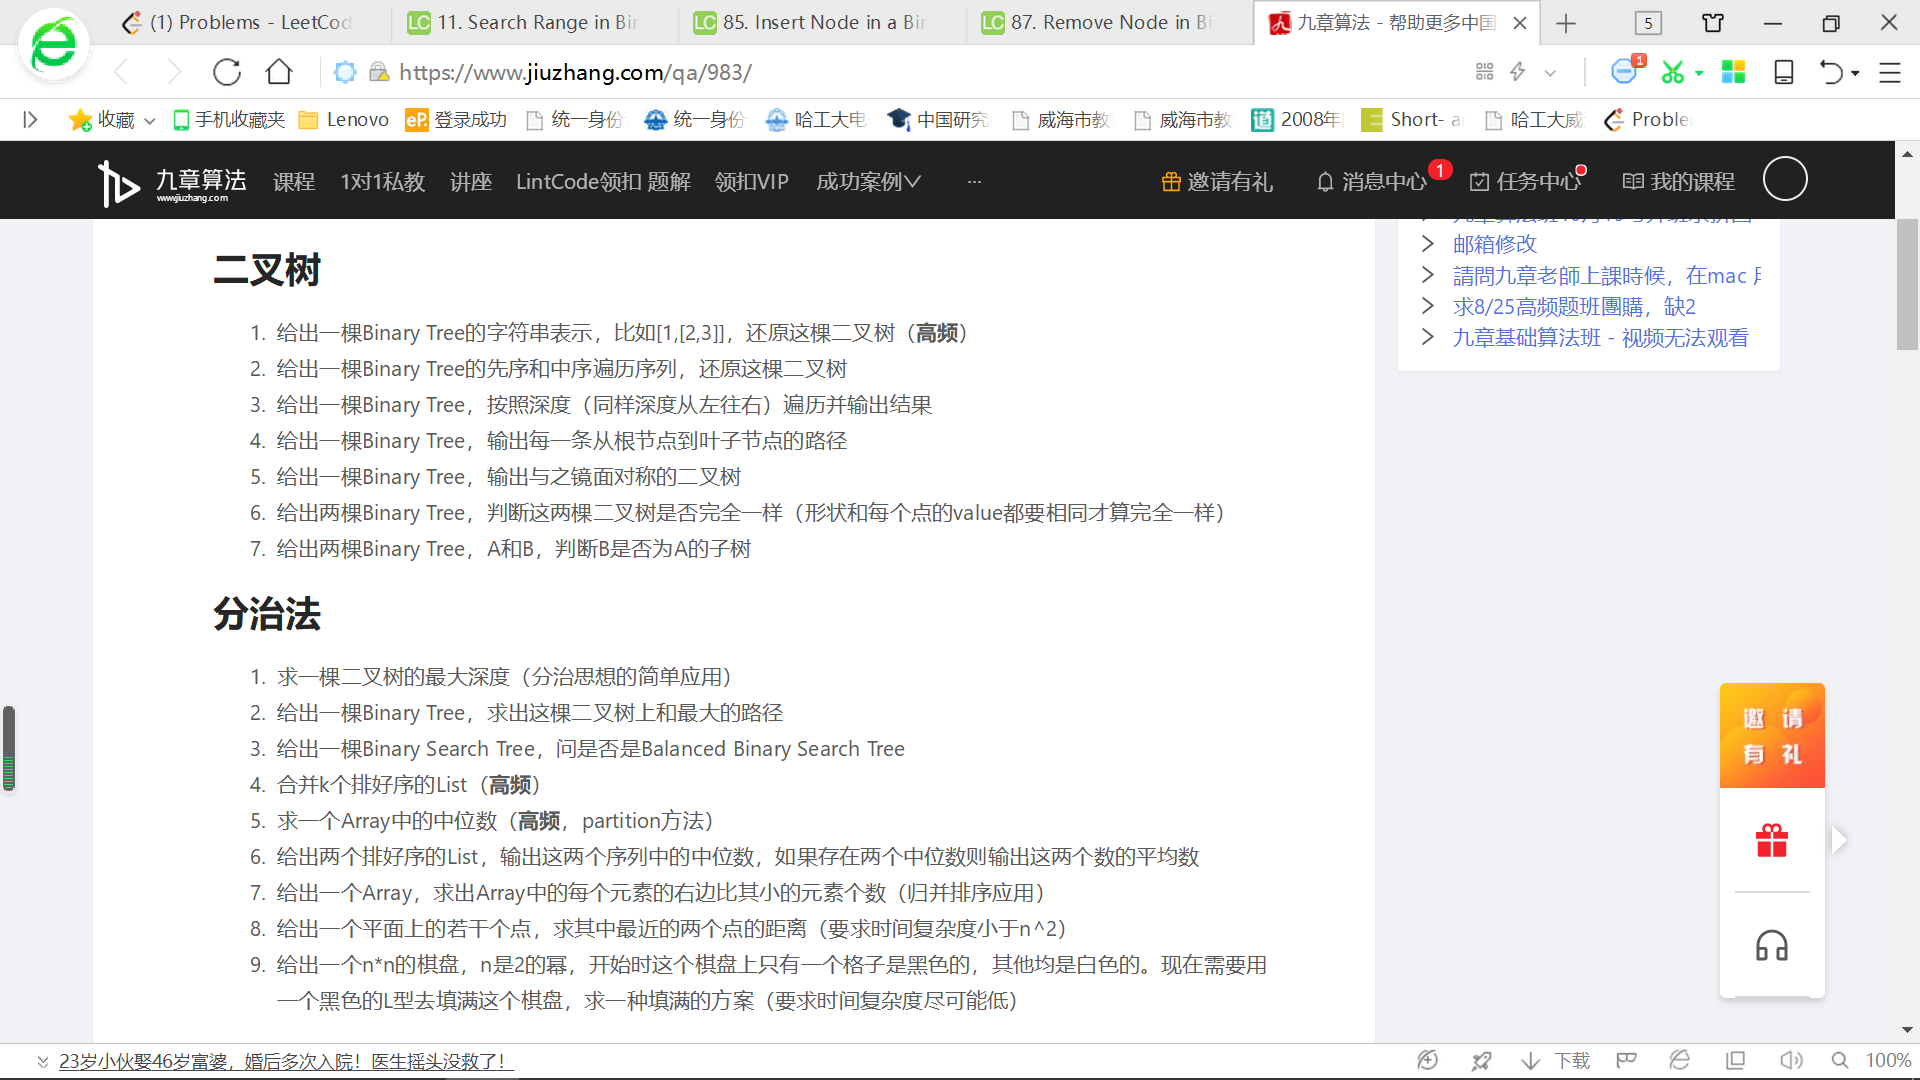 (1) Problems - LeetCod
11. Search Range in Bin
85. Insert Node in a Bin
87. Remove Node in Bi
九章算法 - 帮助更多中国
5
https://www.jiuzhang.com/qa/983/
1
收藏
手机收藏夹
Lenovo
登录成功
统一身份
统一身份
哈工大电
中国研究
威海市教
威海市教
2008年
Short- a
哈工大威
Proble
九章算法
www.jiuzhang.com
课程
1对1私教
讲座
LintCode领扣 题解
领扣VIP
成功案例
...
邀请有礼
消息中心
1
任务中心
我的课程
二叉树
1. 给出一棵Binary Tree的字符串表示，比如[1,[2,3]]，还原这棵二叉树（高频）
2. 给出一棵Binary Tree的先序和中序遍历序列，还原这棵二叉树
3. 给出一棵Binary Tree，按照深度（同样深度从左往右）遍历并输出结果
4. 给出一棵Binary Tree，输出每一条从根节点到叶子节点的路径
5. 给出一棵Binary Tree，输出与之镜面对称的二叉树
6. 给出两棵Binary Tree，判断这两棵二叉树是否完全一样（形状和每个点的value都要相同才算完全一样）
7. 给出两棵Binary Tree，A和B，判断B是否为A的子树
分治法
1. 求一棵二叉树的最大深度（分治思想的简单应用）
2. 给出一棵Binary Tree，求出这棵二叉树上和最大的路径
3. 给出一棵Binary Search Tree，问是否是Balanced Binary Search Tree
4. 合并k个排好序的List（高频）
5. 求一个Array中的中位数（高频，partition方法）
6. 给出两个排好序的List，输出这两个序列中的中位数，如果存在两个中位数则输出这两个数的平均数
7. 给出一个Array，求出Array中的每个元素的右边比其小的元素个数（归并排序应用）
8. 给出一个平面上的若干个点，求其中最近的两个点的距离（要求时间复杂度小于n^2）
9. 给出一个n*n的棋盘，n是2的幂，开始时这个棋盘上只有一个格子是黑色的，其他均是白色的。现在需要用
一个黑色的L型去填满这个棋盘，求一种填满的方案（要求时间复杂度尽可能低）
邮箱修改
請問九章老師上課時候，在mac
求8/25高频题班團購，缺2
九章基础算法班 - 视频无法观看
邀 请
有 礼
23岁小伙娶46岁富婆，婚后多次入院！医生摇头没救了！
下载
100%